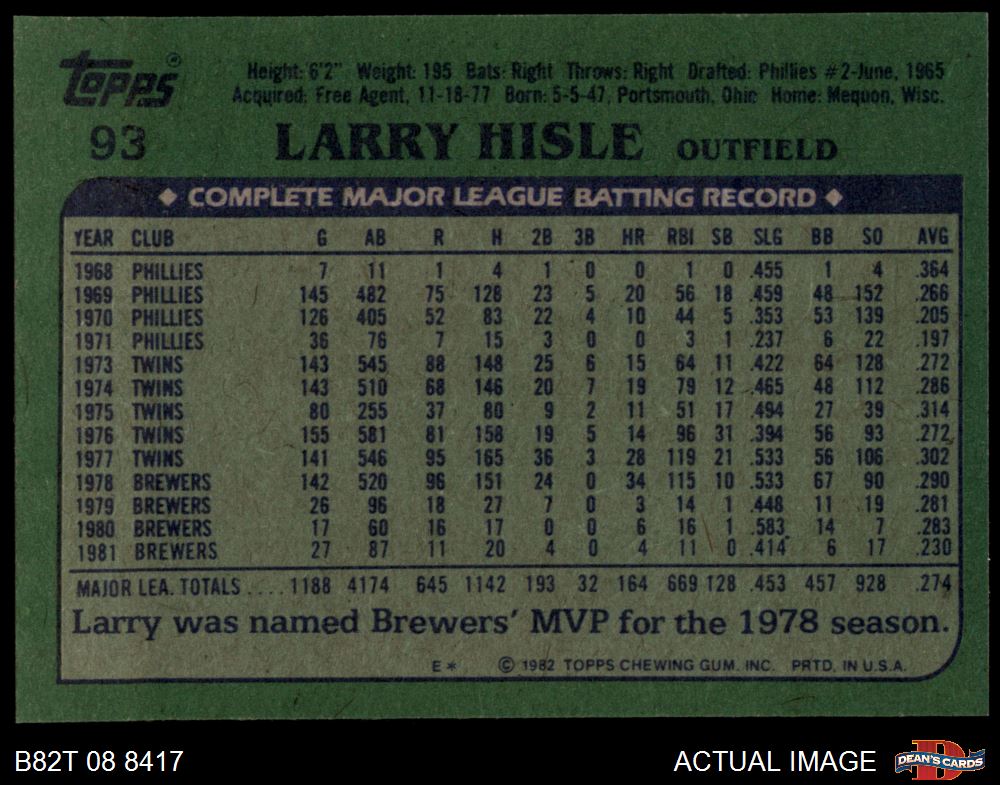 topps®
Height: 6'2" Weight: 195 Bats: Right Throws: Right Drafted: Phillies #2-June, 1965
Acquired: Free Agent, 11-18-77 Born: 5-5-47, Portsmouth, Ohio Home: Mequon, Wisc.
93 LARRY HISLE OUTFIELD
◆ COMPLETE MAJOR LEAGUE BATTING RECORD ◆
YEAR CLUB G AB R H 2B 3B HR RBI SB SLG BB SO AVG
1968 PHILLIES 7 11 1 4 1 0 0 1 0 .455 1 4 .364
1969 PHILLIES 145 482 75 128 23 5 20 56 18 .459 48 152 .266
1970 PHILLIES 126 405 52 83 22 4 10 44 5 .353 53 139 .205
1971 PHILLIES 36 76 7 15 3 0 0 3 1 .237 6 22 .197
1973 TWINS 143 545 88 148 25 6 15 64 11 .422 64 128 .272
1974 TWINS 143 510 68 146 20 7 19 79 12 .465 48 112 .286
1975 TWINS 80 255 37 80 9 2 11 51 17 .494 27 39 .314
1976 TWINS 155 581 81 158 19 5 14 96 31 .394 56 93 .272
1977 TWINS 141 546 95 165 36 3 28 119 21 .533 56 106 .302
1978 BREWERS 142 520 96 151 24 0 34 115 10 .533 67 90 .290
1979 BREWERS 26 96 18 27 7 0 3 14 1 .448 11 19 .281
1980 BREWERS 17 60 16 17 0 0 6 16 1 .583 14 7 .283
1981 BREWERS 27 87 11 20 4 0 4 11 0 .414 6 17 .230
MAJOR LEA. TOTALS .... 1188 4174 645 1142 193 32 164 669 128 .453 457 928 .274
Larry was named Brewers' MVP for the 1978 season.
E* © 1982 TOPPS CHEWING GUM. INC. PRTD. IN U.S.A.
B82T 08 8417 ACTUAL IMAGE DEAN'S CARDS